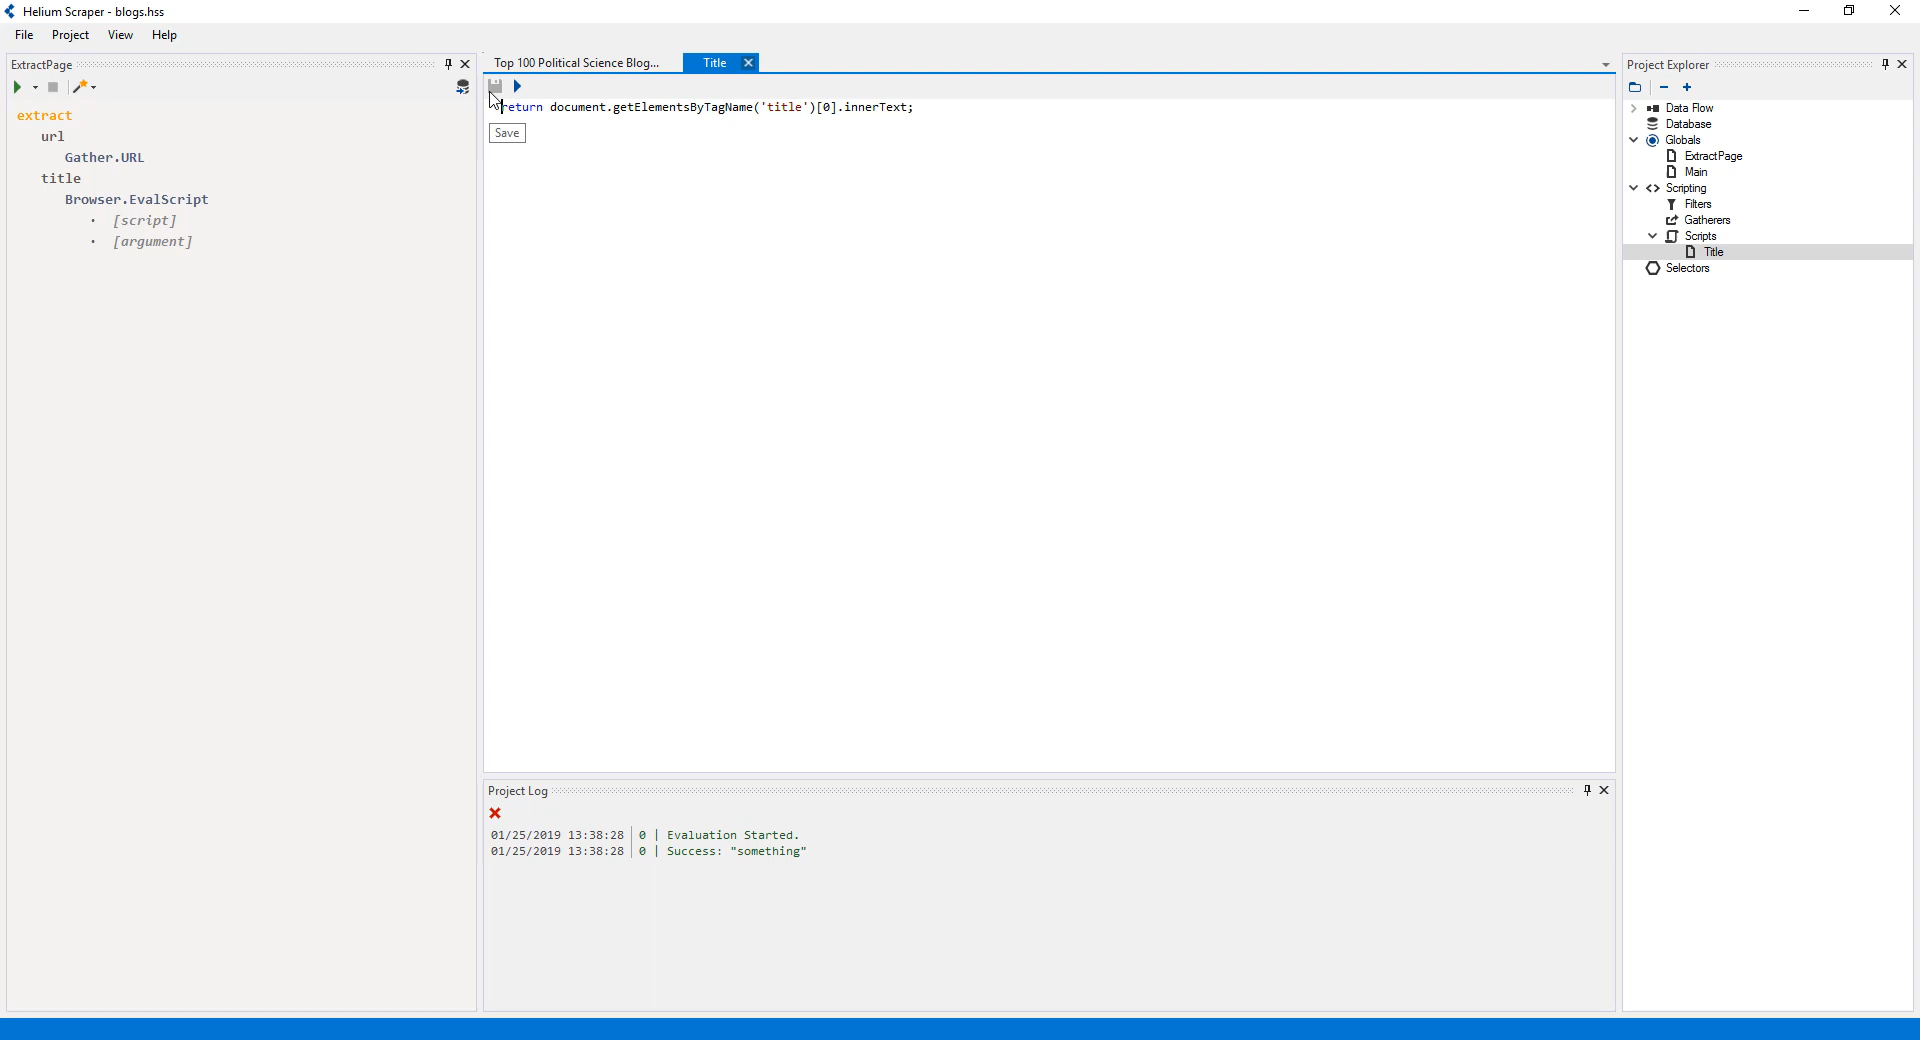 Helium Scraper - blogs.hss
File Project View Help
ExtractPage
extract
url
Gather.URL
title
Browser.EvalScript
· [script]
· [argument]
Top 100 Political Science Blog... Title
return document.getElementsByTagName('title')[0].innerText;
Save
Project Log
01/25/2019 13:38:28 | 0 | Evaluation Started.
01/25/2019 13:38:28 | 0 | Success: "something"
Project Explorer
Data Flow
Database
Globals
ExtractPage
Main
Scripting
Filters
Gatherers
Scripts
Title
Selectors